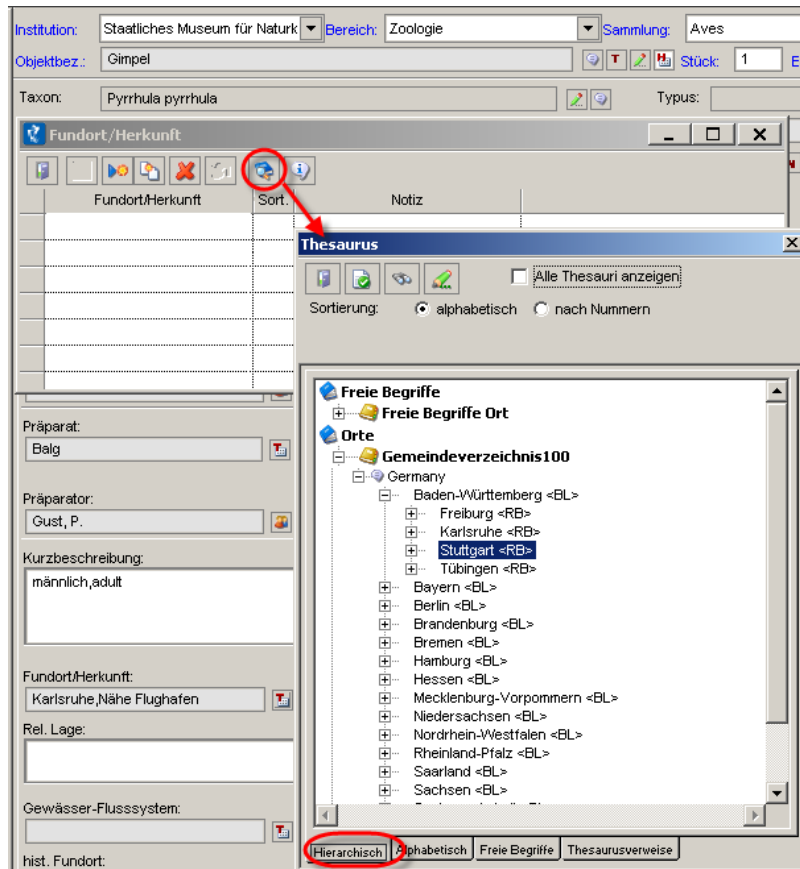 Institution: Staatliches Museum für Naturk Bereich: Zoologie Sammlung: Aves
Objektbez.: Gimpel T H Stück: 1 E
Taxon: Pyrrhula pyrrhula Typus:
Fundort/Herkunft
Fundort/Herkunft Sort. Notiz
Thesaurus
Alle Thesauri anzeigen
Sortierung: alphabetisch nach Nummern
Freie Begriffe
Freie Begriffe Ort
Orte
Gemeindeverzeichnis100
Germany
Baden-Württemberg <BL>
Freiburg <RB>
Karlsruhe <RB>
Stuttgart <RB>
Tübingen <RB>
Bayern <BL>
Berlin <BL>
Brandenburg <BL>
Bremen <BL>
Hamburg <BL>
Hessen <BL>
Mecklenburg-Vorpommern <BL>
Niedersachsen <BL>
Nordrhein-Westfalen <BL>
Rheinland-Pfalz <BL>
Saarland <BL>
Sachsen <BL>
Hierarchisch Alphabetisch Freie Begriffe Thesaurusverweise
Präparat:
Balg
Präparator:
Gust, P.
Kurzbeschreibung:
männlich,adult
Fundort/Herkunft:
Karlsruhe,Nähe Flughafen
Rel. Lage:
Gewässer-Flusssystem:
hist. Fundort: